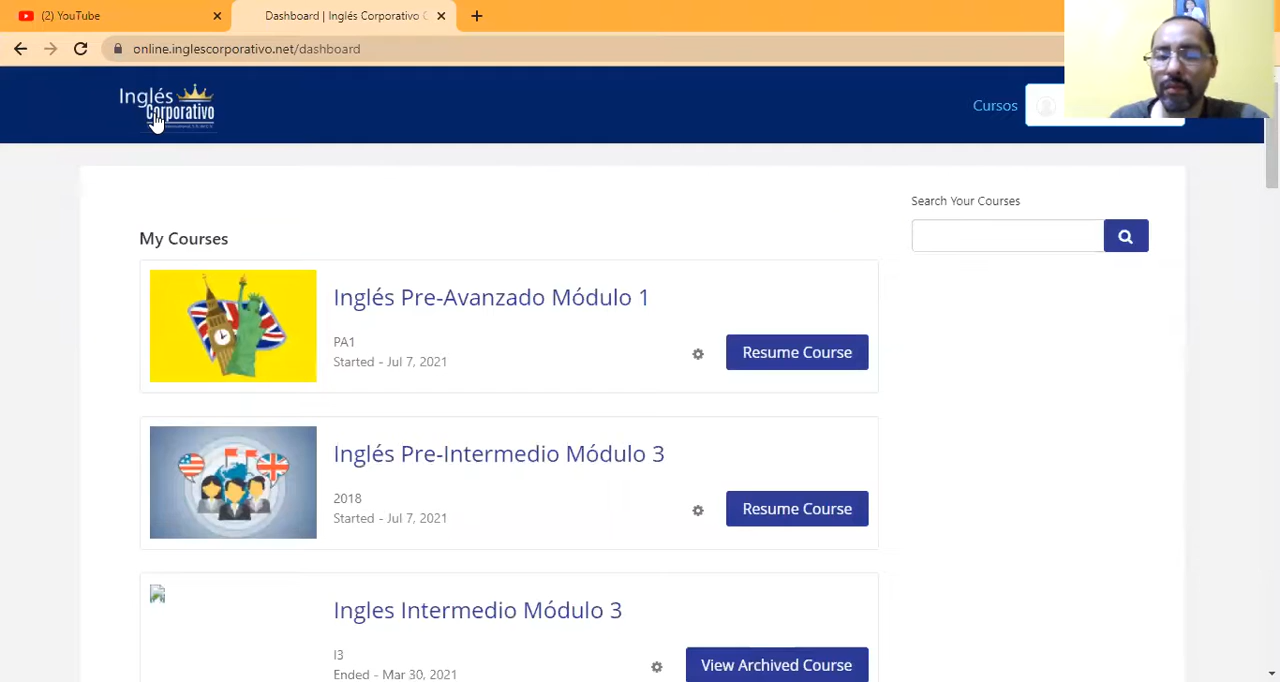 (2) YouTube
Dashboard | Inglés Corporativo
online.inglescorporativo.net/dashboard
Inglés
Corporativo
Cursos
Search Your Courses
My Courses
Inglés Pre-Avanzado Módulo 1
PA1
Started - Jul 7, 2021
Resume Course
Inglés Pre-Intermedio Módulo 3
2018
Started - Jul 7, 2021
Resume Course
Ingles Intermedio Módulo 3
I3
Ended - Mar 30, 2021
View Archived Course